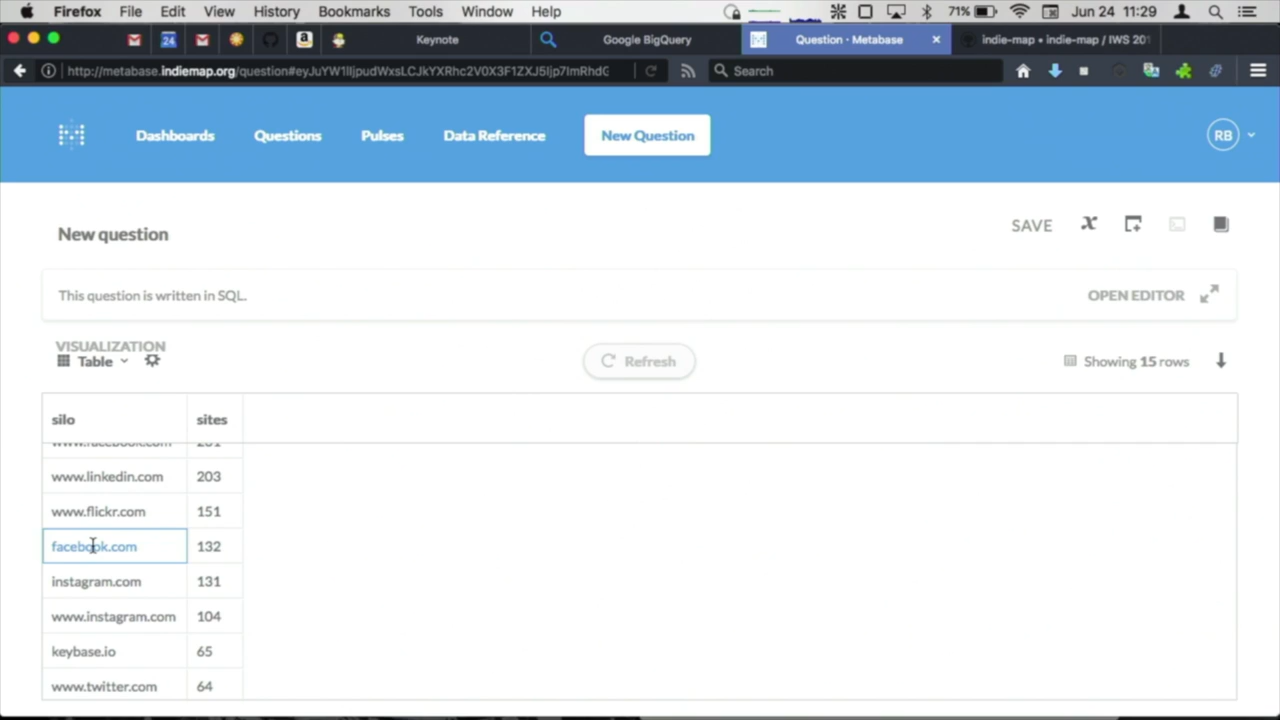 Firefox File Edit View History Bookmarks Tools Window Help 71% Jun 24 11:29
24 Keynote Google BigQuery Question · Metabase indie-map • indie-map / IWS 201
Search
Dashboards Questions Pulses Data Reference New Question RB
New question SAVE
This question is written in SQL. OPEN EDITOR
VISUALIZATION
Table Refresh Showing 15 rows
silo sites
www.facebook.com
www.linkedin.com 203
www.flickr.com 151
facebook.com 132
instagram.com 131
www.instagram.com 104
keybase.io 65
www.twitter.com 64